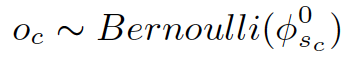 o_c ∼ Bernoulli(ϕ^0_{s_c})